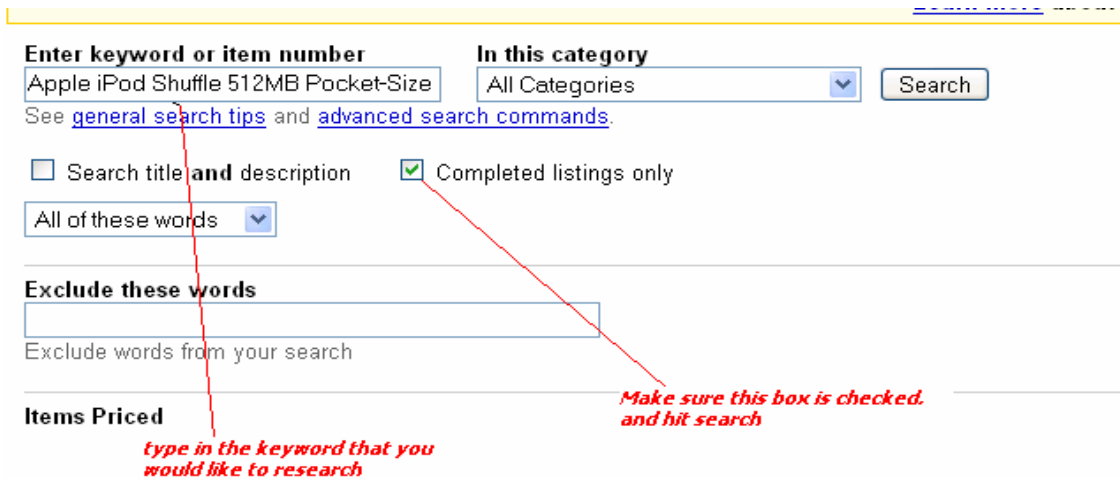 Enter keyword or item number In this category
Apple iPod Shuffle 512MB Pocket-Size All Categories Search
See general search tips and advanced search commands.
Search title and description Completed listings only
All of these words
Exclude these words
Exclude words from your search
Items Priced
Make sure this box is checked,
and hit search
type in the keyword that you
would like to research